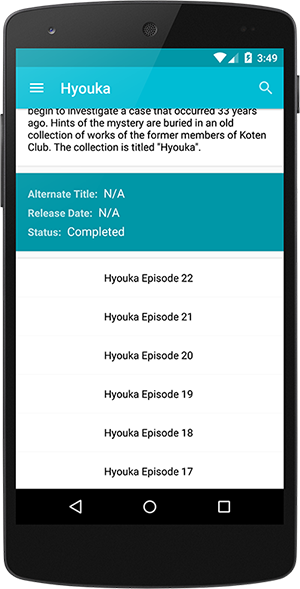 3:49
Hyouka
begin to investigate a case that occurred 33 years
ago. Hints of the mystery are buried in an old
collection of works of the former members of Koten
Club. The collection is titled "Hyouka".
Alternate Title: N/A
Release Date: N/A
Status: Completed
Hyouka Episode 22
Hyouka Episode 21
Hyouka Episode 20
Hyouka Episode 19
Hyouka Episode 18
Hyouka Episode 17